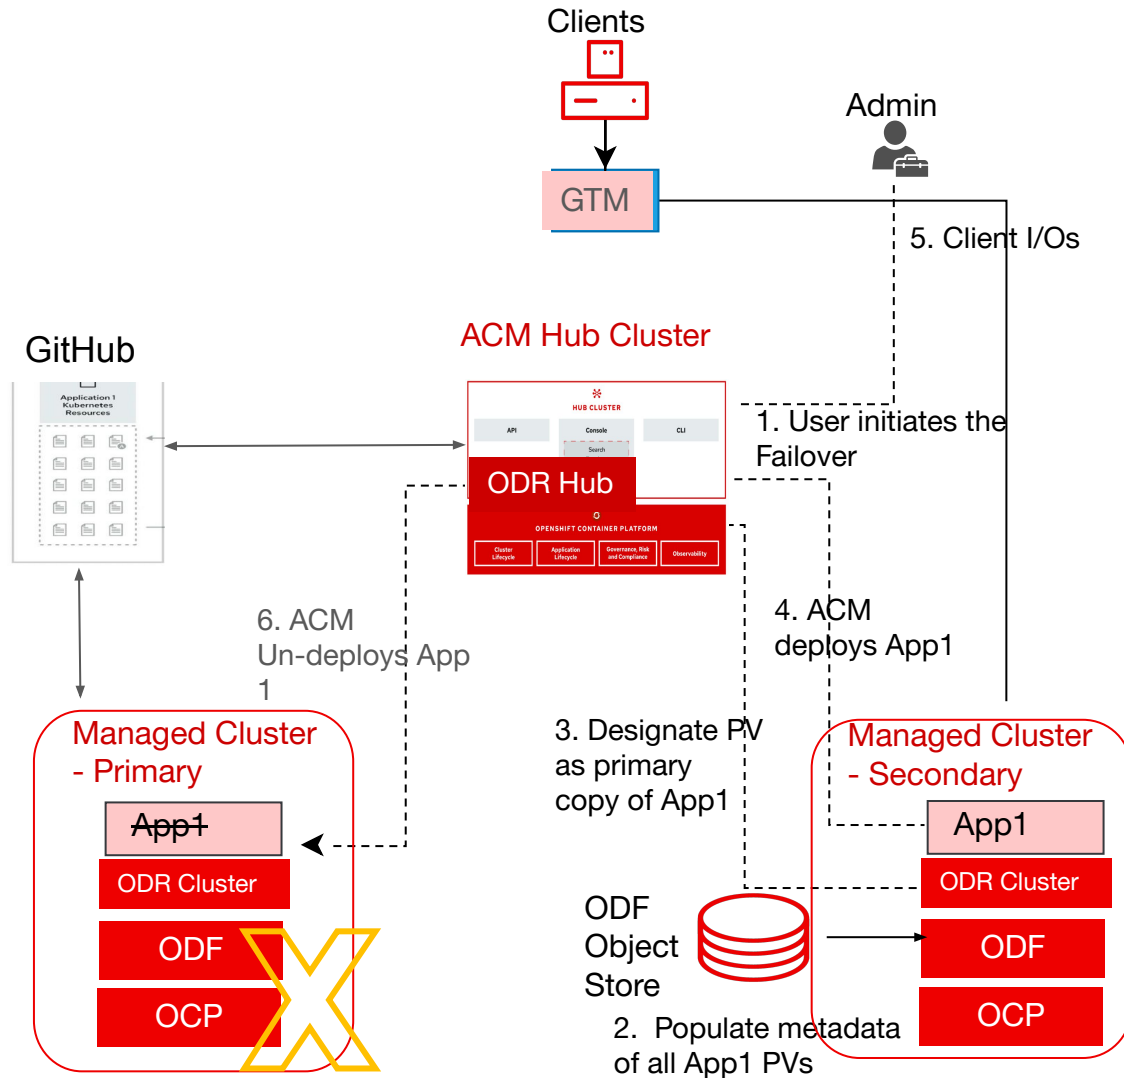 Clients
Admin
GTM
5. Client I/Os
ACM Hub Cluster
GitHub
Application 1
Kubernetes
Resources
HUB CLUSTER
API
Console
CLI
Search
1. User initiates the
Failover
ODR Hub
OPENSHIFT CONTAINER PLATFORM
Cluster
Lifecycle
Application
Lifecycle
Governance, Risk
and Compliance
Observability
6. ACM
Un-deploys App
1
4. ACM
deploys App1
3. Designate PV
as primary
copy of App1
Managed Cluster
- Primary
App1
ODR Cluster
ODF
OCP
Managed Cluster
- Secondary
App1
ODR Cluster
ODF
OCP
ODF
Object
Store
2. Populate metadata
of all App1 PVs